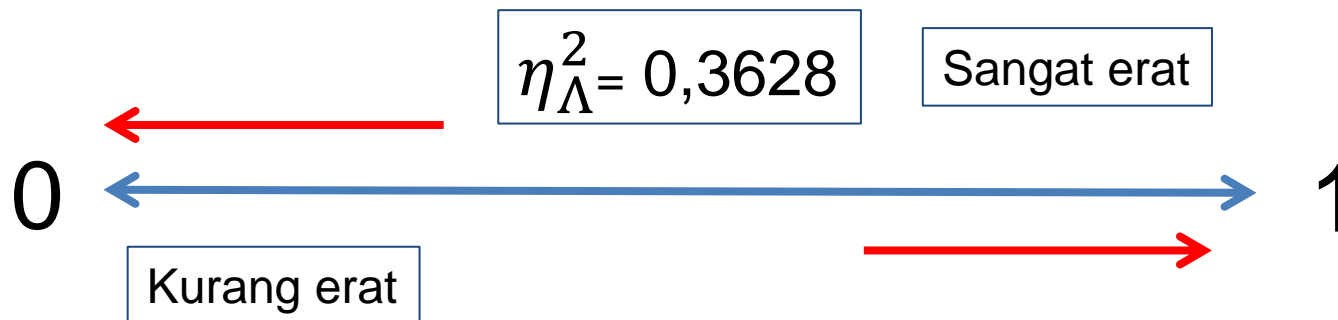 η²_Λ= 0,3628
Sangat erat
0
1
Kurang erat